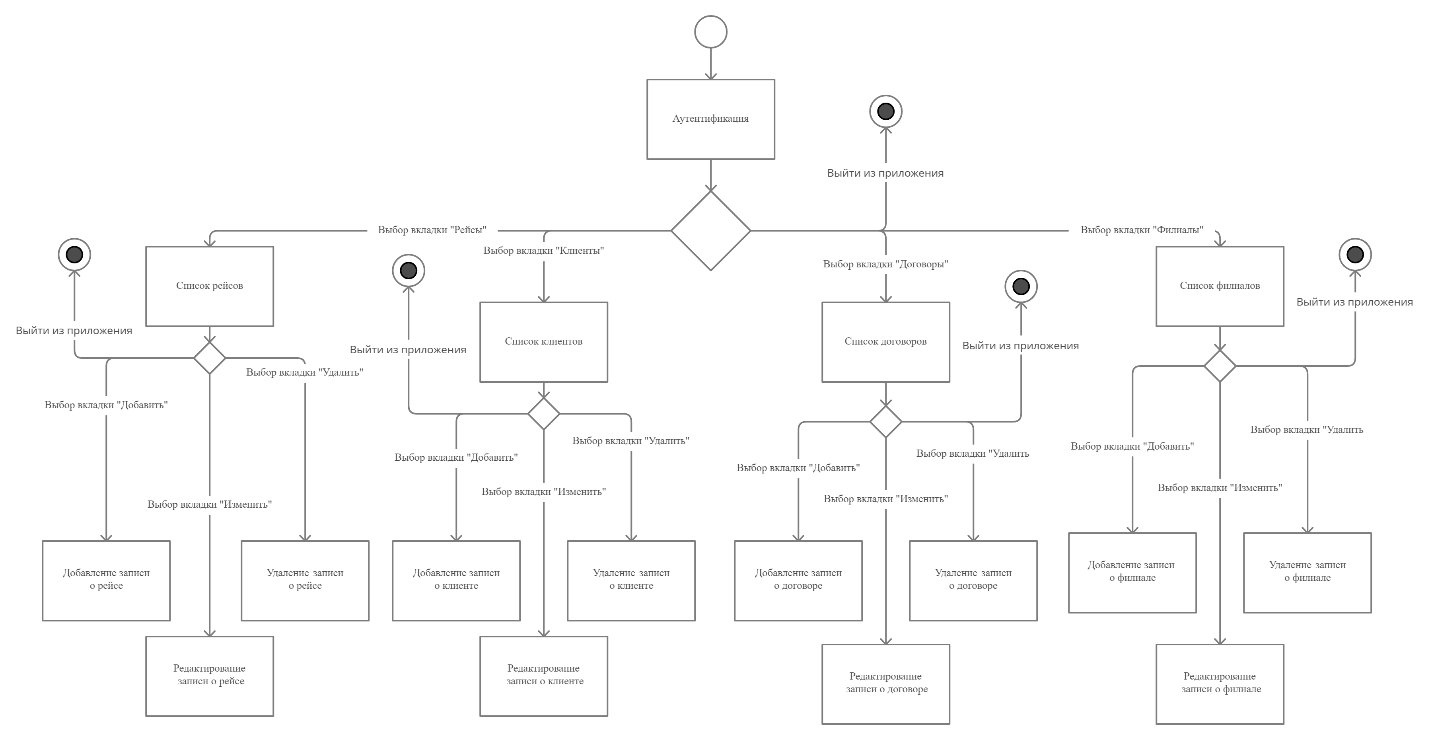 Аутентификация
Выйти из приложения
Выбор вкладки "Рейсы"
Выбор вкладки "Клиенты"
Выбор вкладки "Договоры"
Выбор вкладки "Филиалы"
Список рейсов
Выйти из приложения
Выбор вкладки "Удалить"
Выбор вкладки "Добавить"
Выбор вкладки "Изменить"
Добавление записи
о рейсе
Удаление записи
о рейсе
Редактирование
записи о рейсе
Список клиентов
Выйти из приложения
Выбор вкладки "Удалить"
Выбор вкладки "Добавить"
Выбор вкладки "Изменить"
Добавление записи
о клиенте
Удаление записи
о клиенте
Редактирование
записи о клиенте
Список договоров
Выйти из приложения
Выбор вкладки "Удалить
Выбор вкладки "Добавить"
Выбор вкладки "Изменить"
Добавление записи
о договоре
Удаление записи
о договоре
Редактирование
записи о договоре
Список филиалов
Выйти из приложения
Выбор вкладки "Удалить
Выбор вкладки "Добавить"
Выбор вкладки "Изменить"
Добавление записи
о филиале
Удаление записи
о филиале
Редактирование
записи о филиале